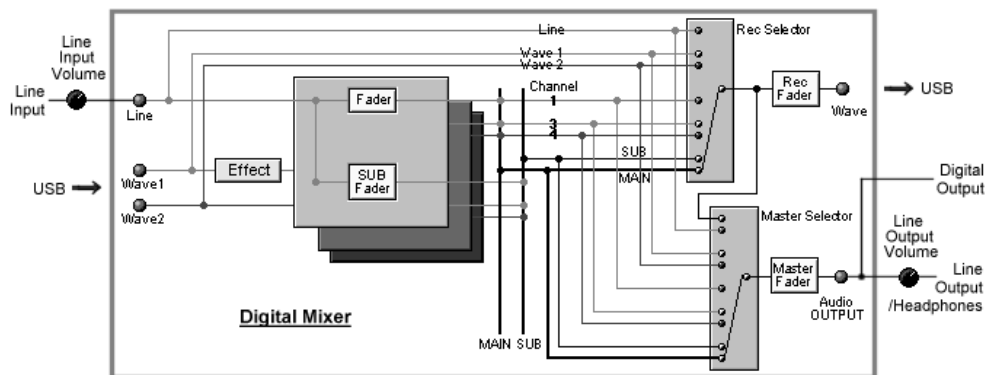 Line
Input
Volume
Line
Input
Line
USB
Wave1
Wave2
Effect
Fader
SUB
Fader
Digital Mixer
Line
Wave 1
Wave 2
Channel
1
3
4
SUB
MAIN
MAIN SUB
Rec Selector
Rec
Fader
Wave
USB
Master Selector
Master
Fader
Audio
OUTPUT
Digital
Output
Line
Output
Volume
Line
Output
/Headphones